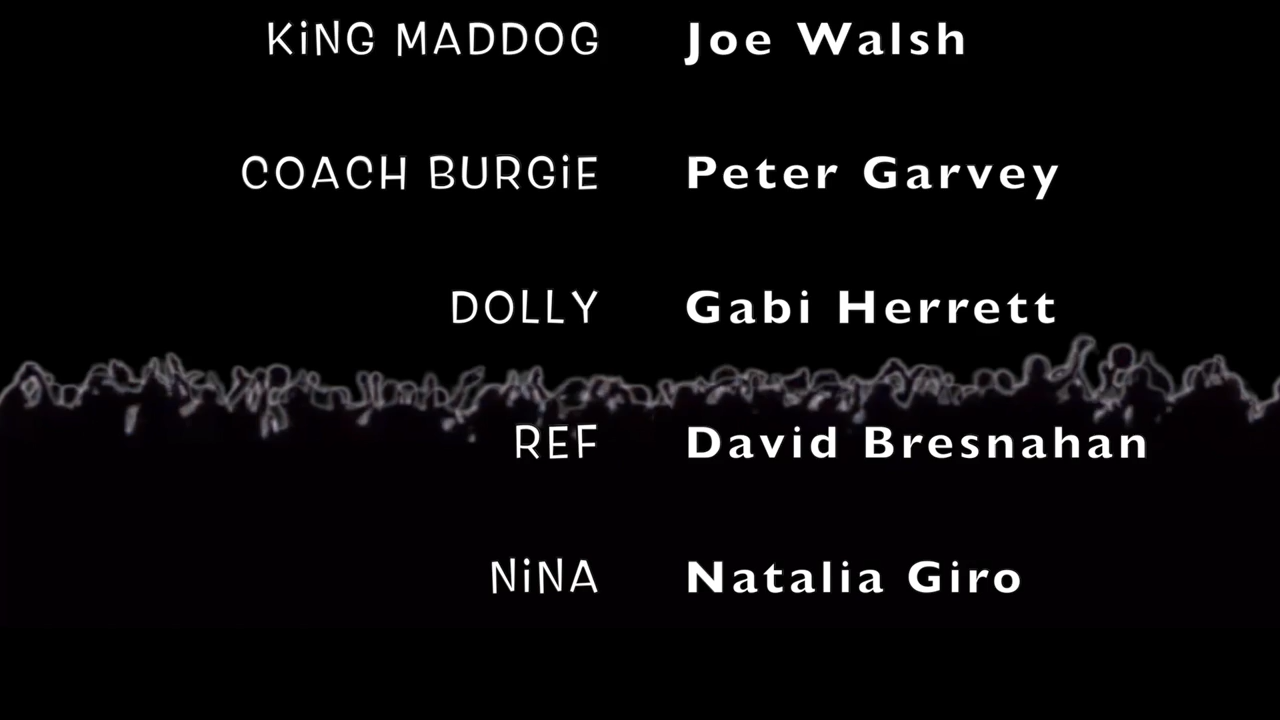 KiNG MADDOG Joe Walsh
COACH BURGiE Peter Garvey
DOLLY Gabi Herrett
REF David Bresnahan
NiNA Natalia Giro